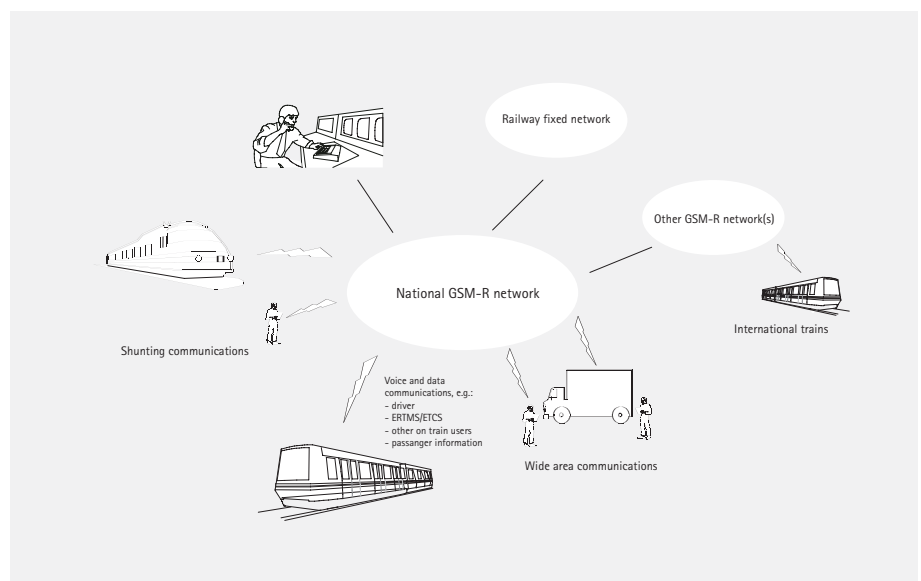 Railway fixed network
Other GSM-R network(s)
National GSM-R network
International trains
Shunting communications
Voice and data
communications, e.g.:
- driver
- ERTMS/ETCS
- other on train users
- passanger information
Wide area communications